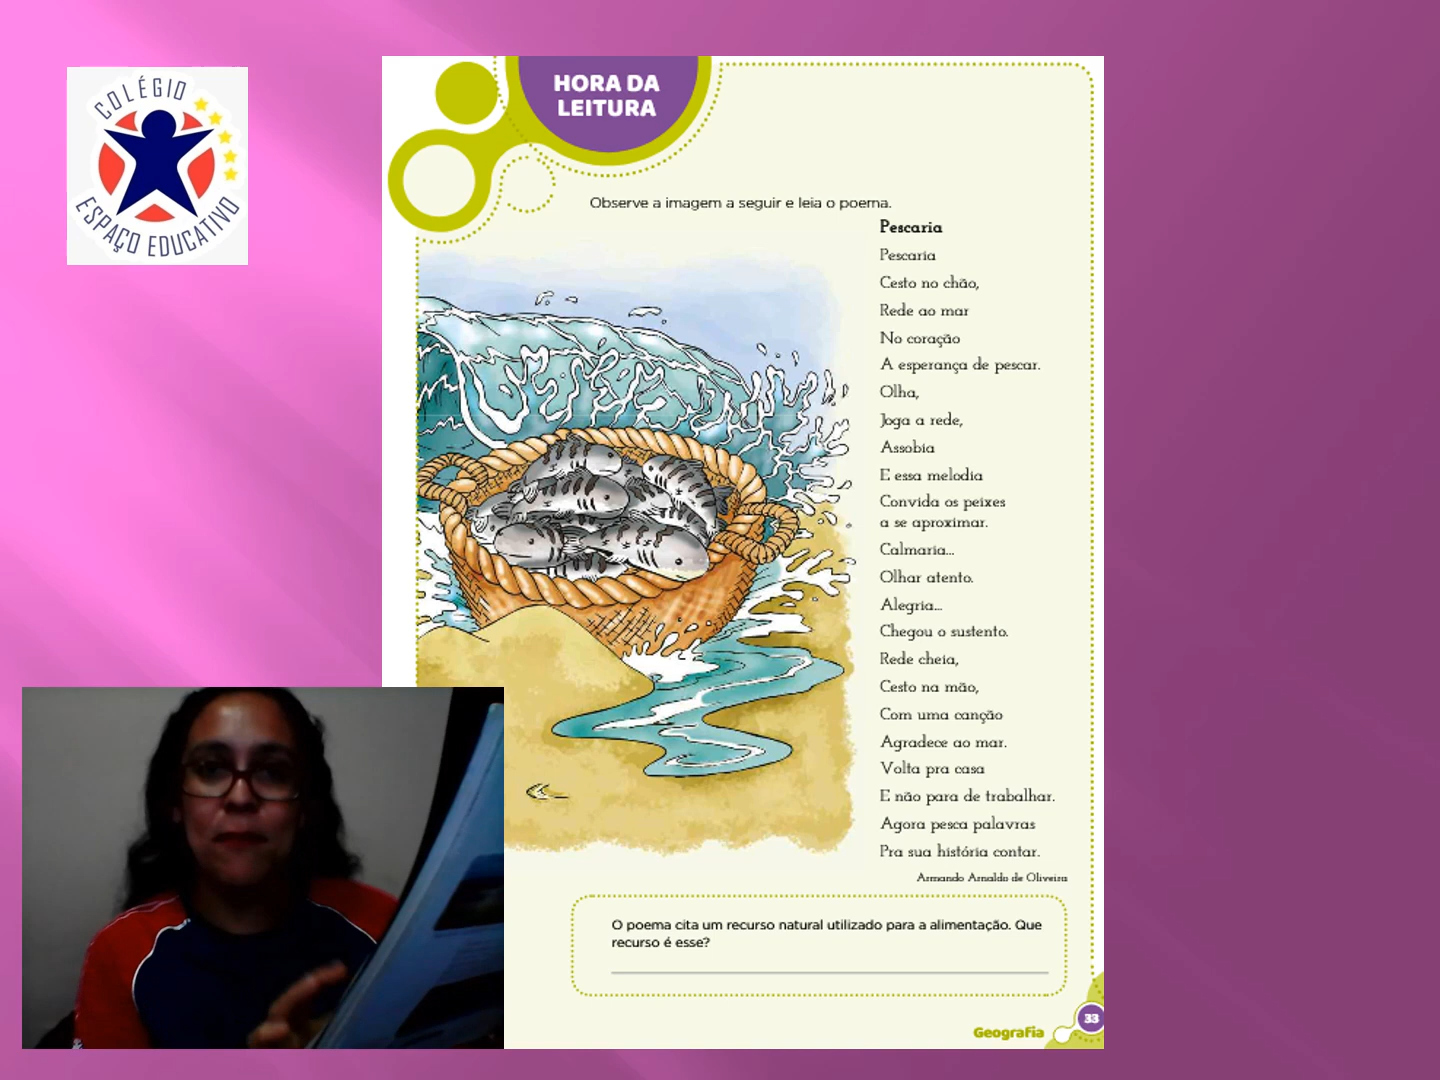 COLÉGIO
ESPAÇO EDUCATIVO
HORA DA
LEITURA
Observe a imagem a seguir e leia o poema.
Pescaria
Pescaria
Cesto no chão,
Rede ao mar
No coração
A esperança de pescar.
Olha,
Joga a rede,
Assobia
E essa melodia
Convida os peixes
a se aproximar.
Calmaria...
Olhar atento.
Alegria...
Chegou o sustento.
Rede cheia,
Cesto na mão,
Com uma canção
Agradece ao mar.
Volta pra casa
E não para de trabalhar.
Agora pesca palavras
Pra sua história contar.
Armando Arnaldo de Oliveira
O poema cita um recurso natural utilizado para a alimentação. Que
recurso é esse?
Geografia
33